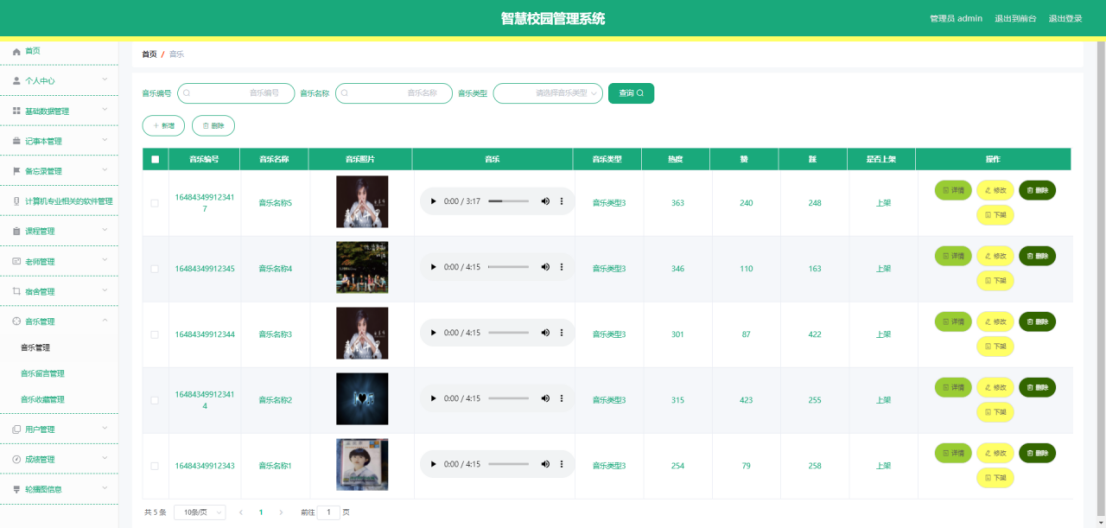 智慧校园管理系统
管理员 admin 退出到前台 退出登录
首页
个人中心
基础数据管理
记事本管理
备忘录管理
计算机专业相关的软件管理
课程管理
老师管理
宿舍管理
音乐管理
音乐管理
音乐留言管理
音乐收藏管理
用户管理
成绩管理
轮播图信息
首页 / 音乐
音乐编号 音乐编号 音乐名称 音乐名称 音乐类型 请选择音乐类型 查询
+ 新增 删除
音乐编号 音乐名称 音乐照片 音乐 音乐类型 热度 赞 踩 是否上架 操作
16484349912341
7 音乐名称5 0:00 / 3:17 音乐类型3 363 240 248 上架 详情 修改 删除
下架
16484349912345 音乐名称4 0:00 / 4:15 音乐类型3 346 110 163 上架 详情 修改 删除
下架
16484349912344 音乐名称3 0:00 / 4:15 音乐类型3 301 87 422 上架 详情 修改 删除
下架
16484349912341
4 音乐名称2 0:00 / 4:15 音乐类型3 315 423 255 上架 详情 修改 删除
下架
16484349912343 音乐名称1 0:00 / 4:15 音乐类型3 254 79 258 上架 详情 修改 删除
下架
共 5 条 10条/页 < 1 > 前往 1 页